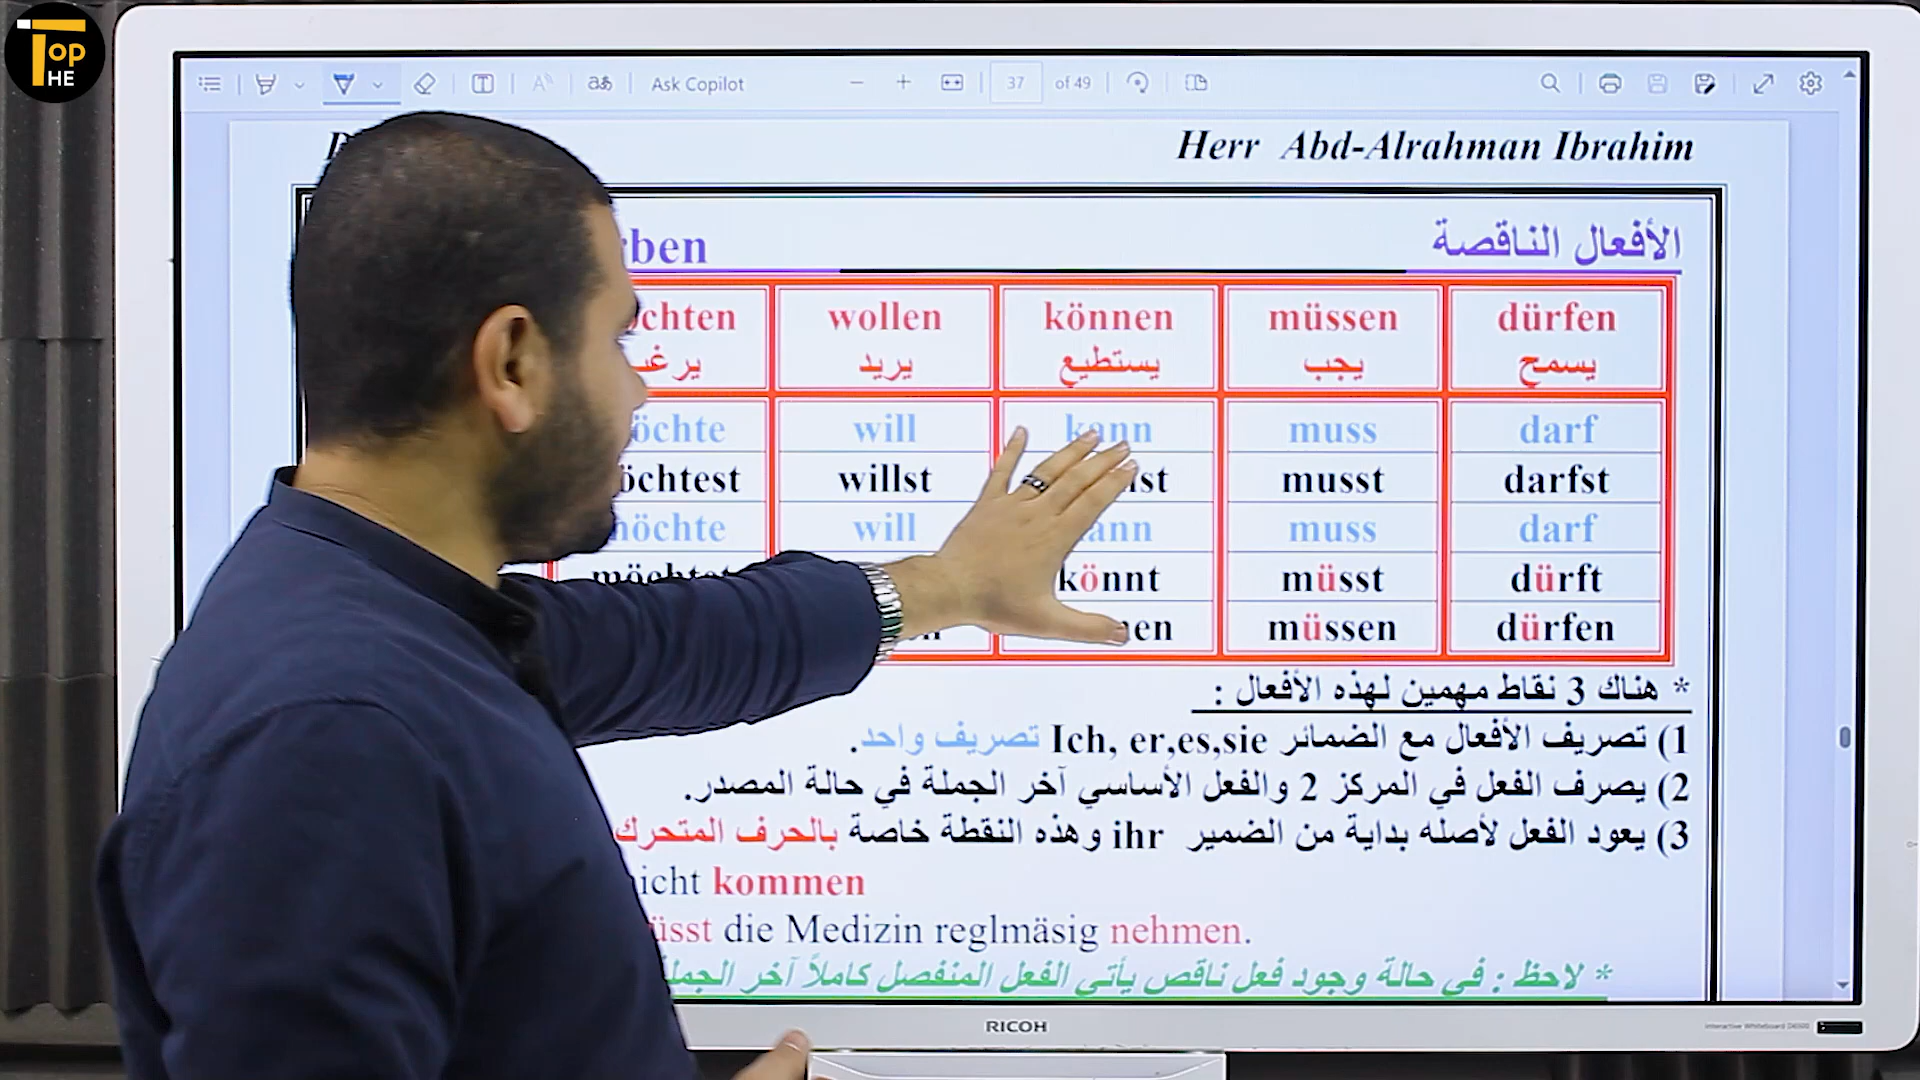 TOP
THE
Ask Copilot
37 of 49
Herr Abd-Alrahman Ibrahim
الأفعال الناقصة
wollen können müssen dürfen
يريد يستطيع يجب يسمح
will kann muss darf
willst musst darfst
will muss darf
könnt müsst dürft
müssen dürfen
* هناك 3 نقاط مهمين لهذه الأفعال :
1) تصريف الأفعال مع الضمائر Ich, er,es,sie تصريف واحد.
2) يصرف الفعل في المركز 2 والفعل الأساسي آخر الجملة في حالة المصدر.
3) يعود الفعل لأصله بداية من الضمير ihr وهذه النقطة خاصة بالحرف المتحرك
kommen
die Medizin reglmäsig nehmen.
* لاحظ : في حالة وجود فعل ناقص يأتي الفعل المنفصل كاملاً آخر
RICOH